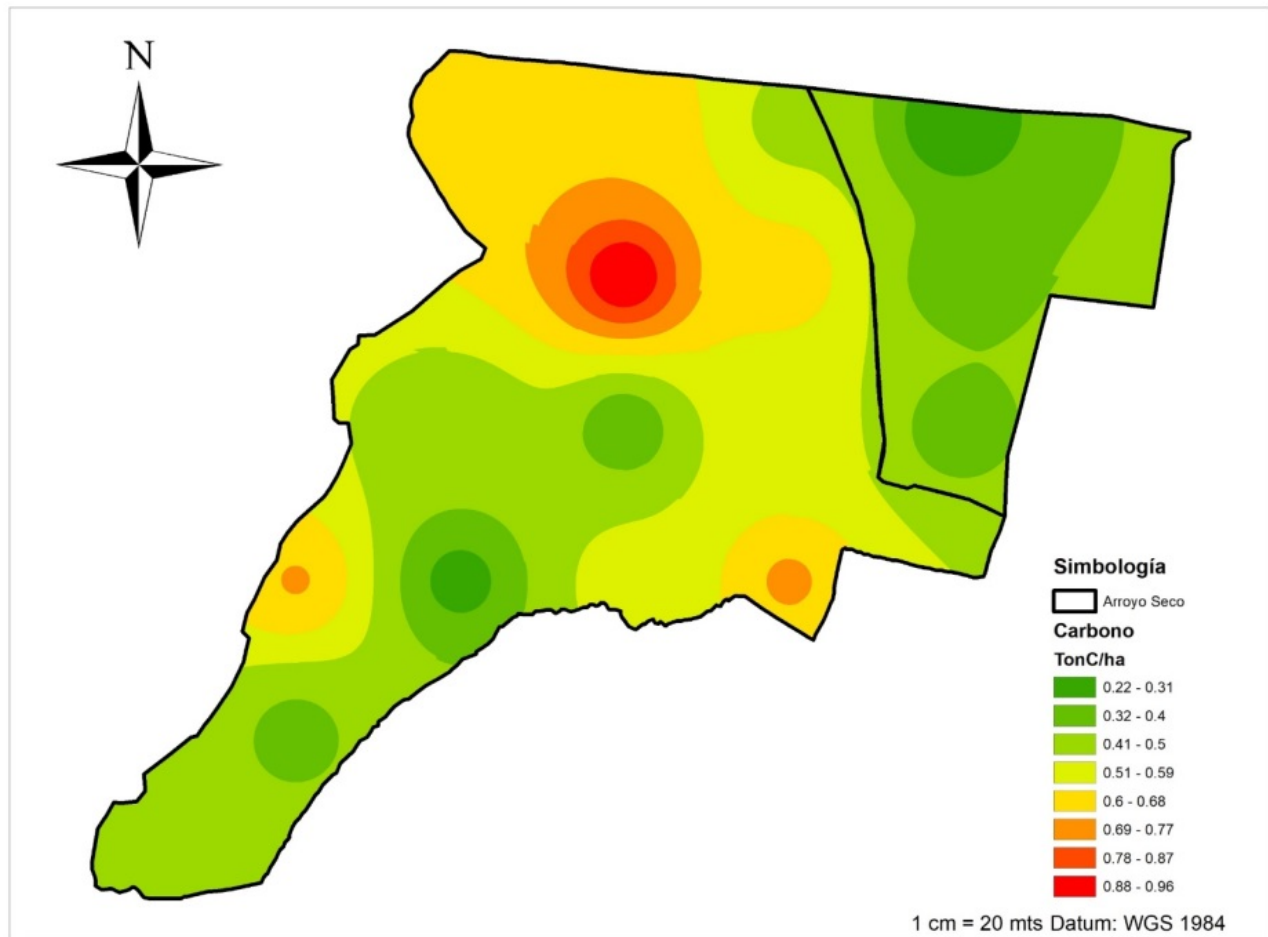 N
Simbología
Arroyo Seco
Carbono
TonC/ha
0.22 - 0.31
0.32 - 0.4
0.41 - 0.5
0.51 - 0.59
0.6 - 0.68
0.69 - 0.77
0.78 - 0.87
0.88 - 0.96
1 cm = 20 mts Datum: WGS 1984